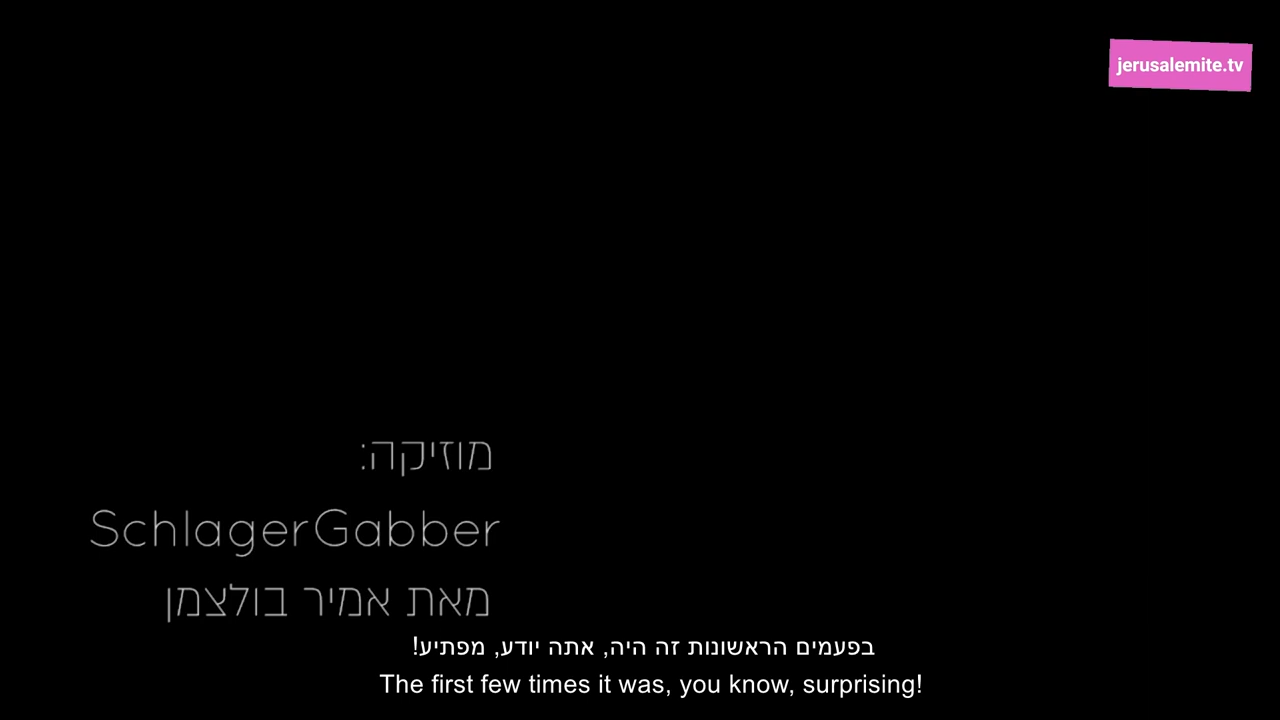 jerusalemite.tv
מוזיקה:
SchlagerGabber
מאת אמיר בולצמן
בפעמים הראשונות זה היה, אתה יודע, מפתיע!
The first few times it was, you know, surprising!